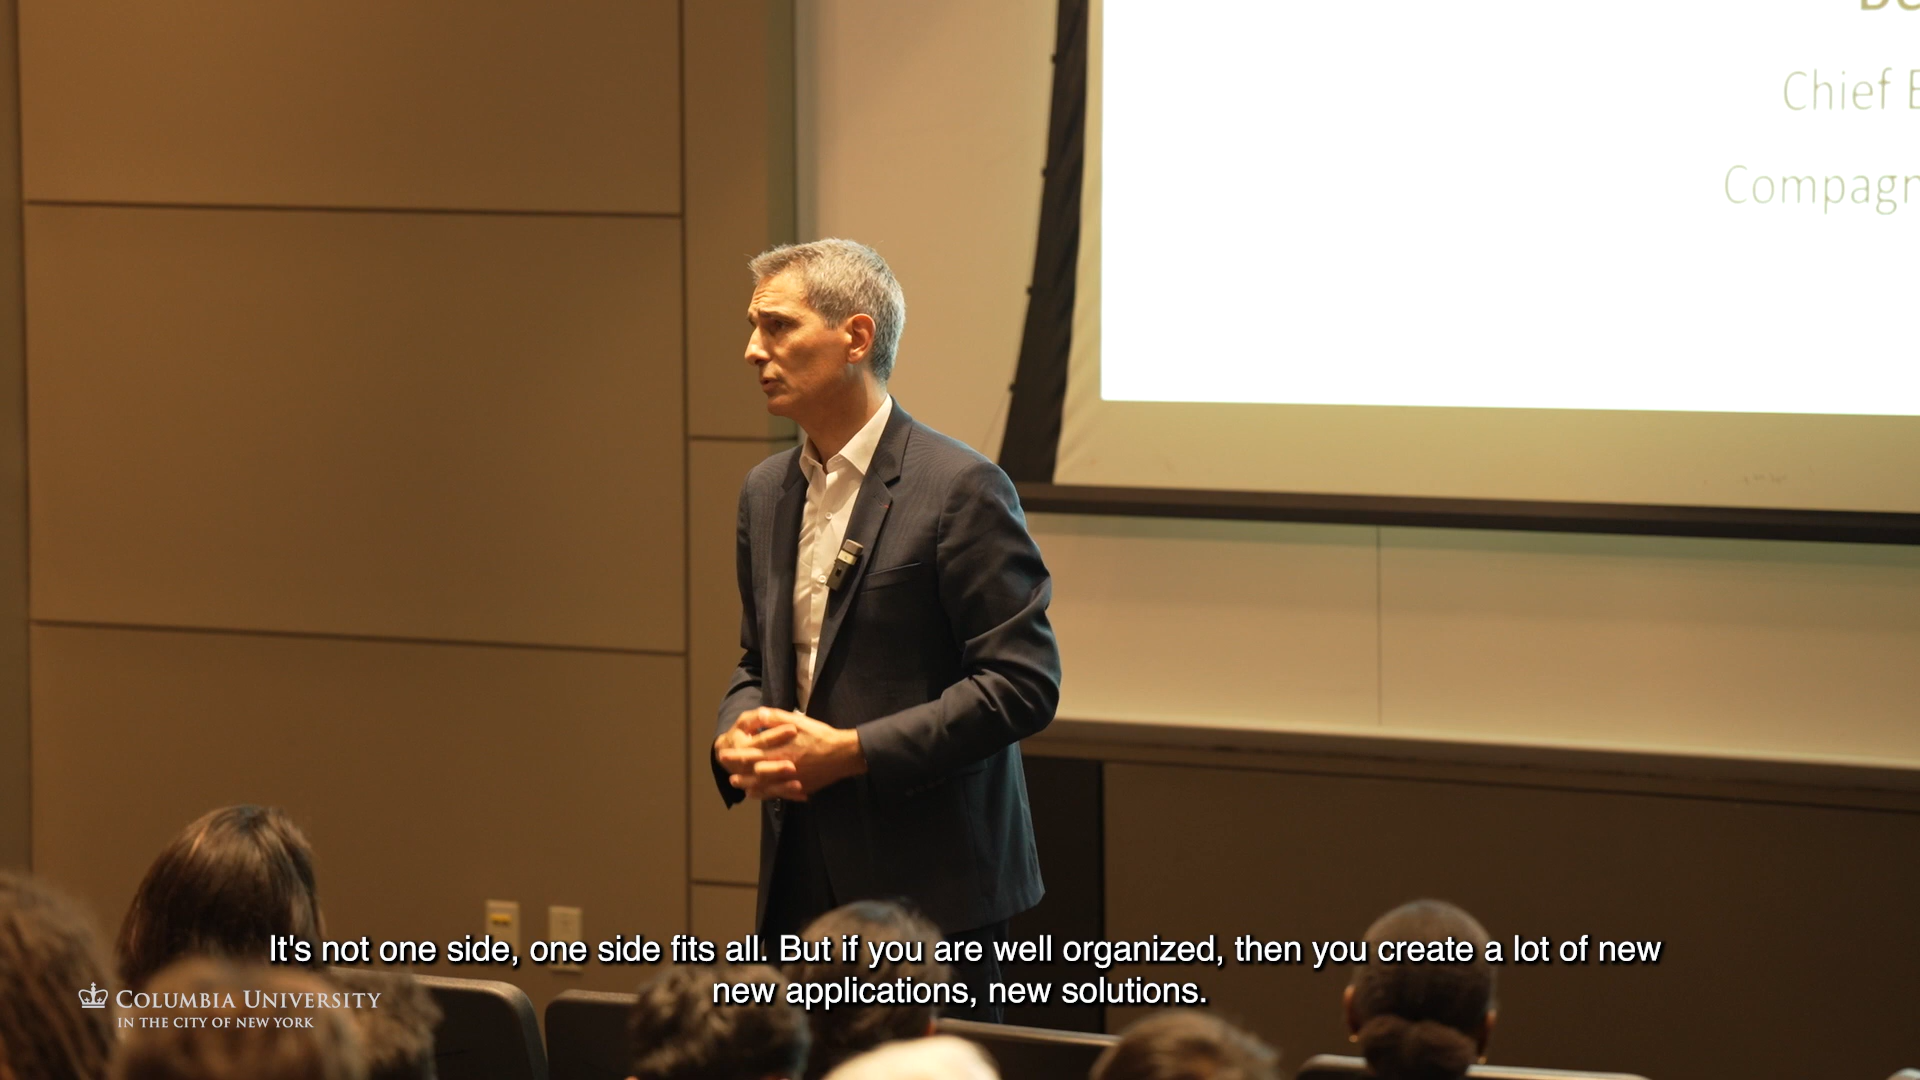 Chief
Compagn
It's not one side, one side fits all. But if you are well organized, then you create a lot of new
new applications, new solutions.
COLUMBIA UNIVERSITY
IN THE CITY OF NEW YORK